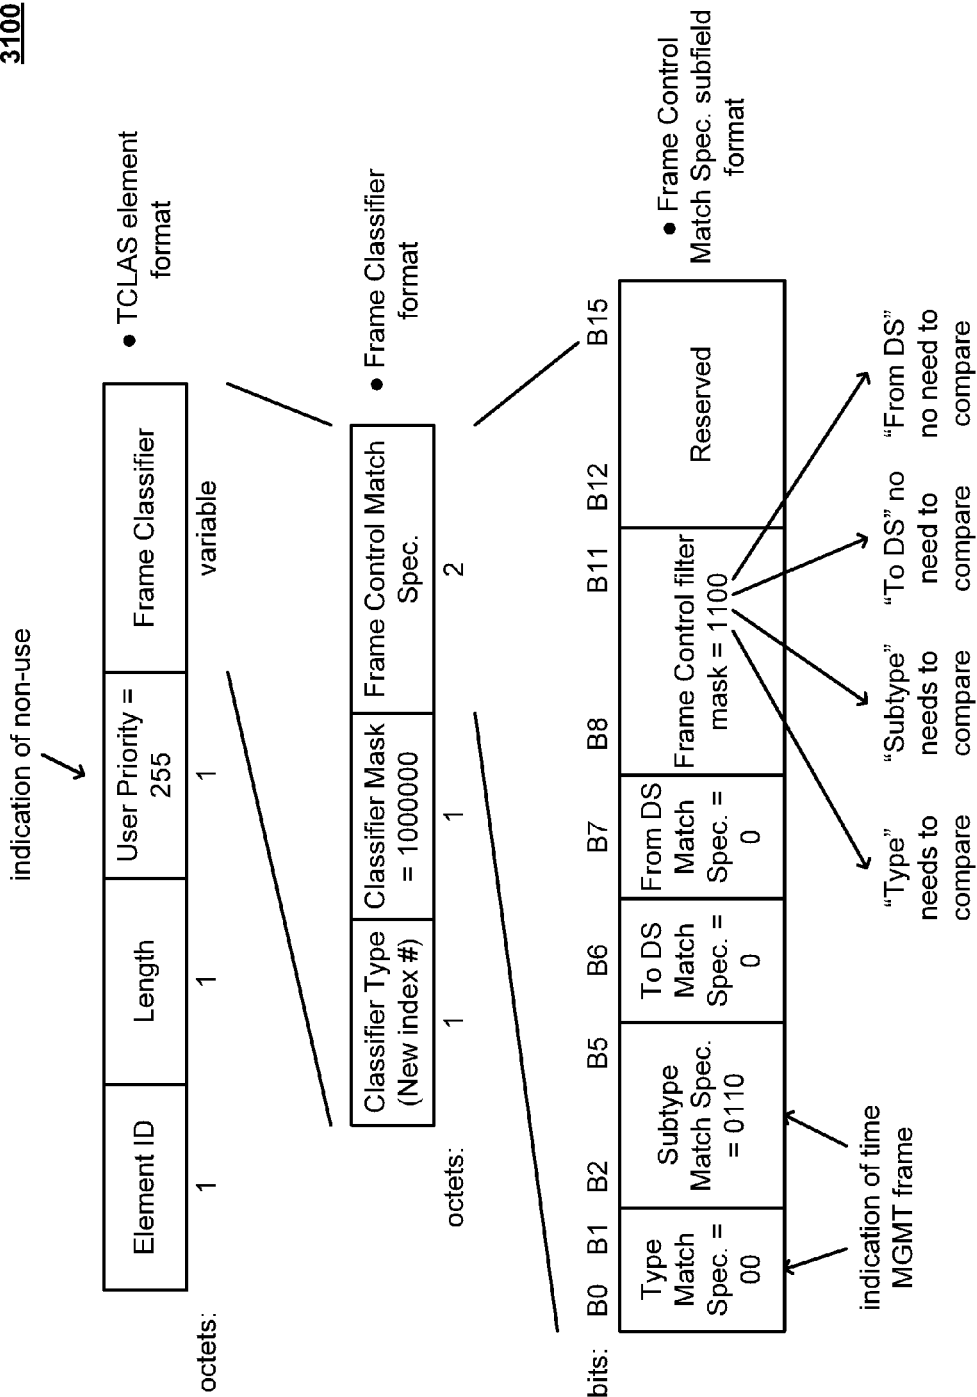 3100
indication of non-use
Element ID
Length
User Priority =
255
Frame Classifier
• TCLAS element
format
octets:
1
1
1
variable
Classifier Type
(New index #)
Classifier Mask
= 1000000
Frame Control Match
Spec.
• Frame Classifier
format
octets:
1
1
2
bits:
B0
B1
B2
B5
B6
B7
B8
B11
B12
B15
Type
Match
Spec. =
00
Subtype
Match Spec.
= 0110
To DS
Match
Spec. =
0
From DS
Match
Spec. =
0
Frame Control filter
mask = 1100
Reserved
• Frame Control
Match Spec. subfield
format
indication of time
MGMT frame
“Type”
needs to
compare
“Subtype”
needs to
compare
“To DS” no
need to
compare
“From DS”
no need to
compare